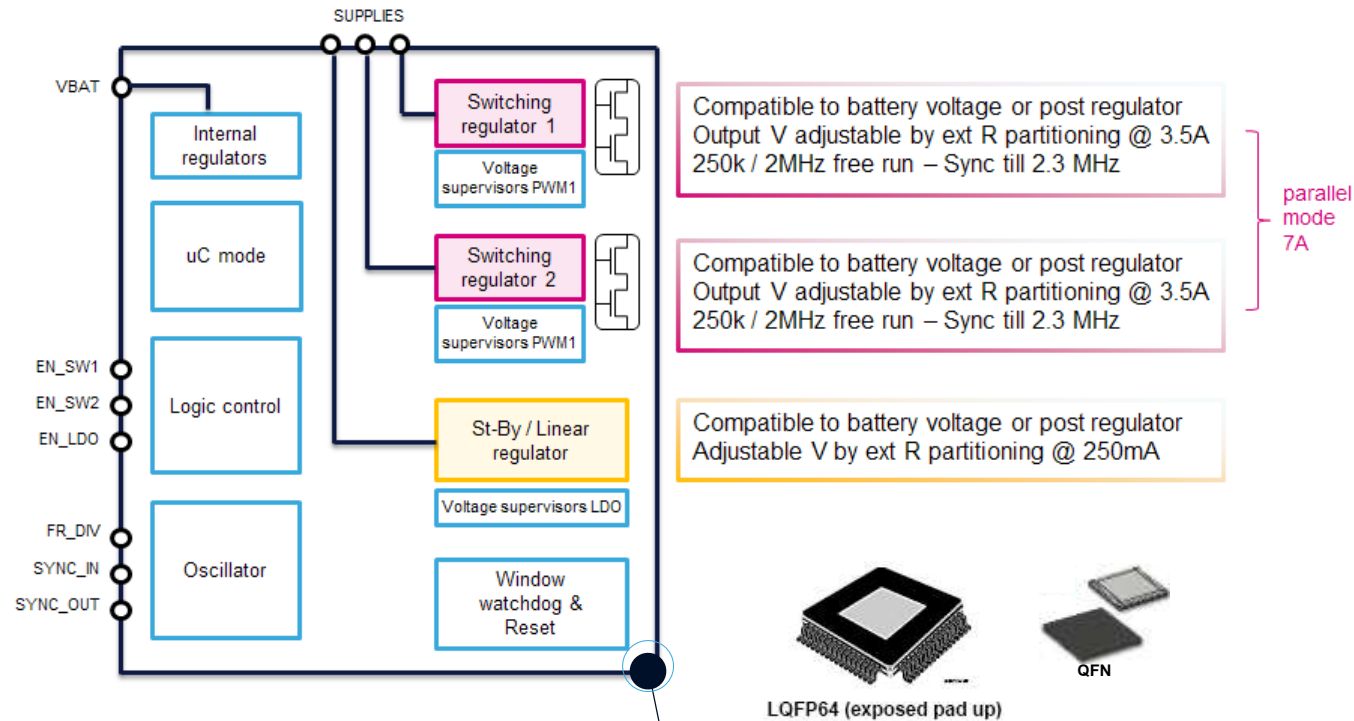 SUPPLIES
VBAT
Internal
regulators
uC mode
EN_SW1
EN_SW2
EN_LDO
Logic control
FR_DIV
SYNC_IN
SYNC_OUT
Oscillator
Switching
regulator 1
Voltage
supervisors PWM1
Switching
regulator 2
Voltage
supervisors PWM1
St-By / Linear
regulator
Voltage supervisors LDO
Window
watchdog &
Reset
Compatible to battery voltage or post regulator
Output V adjustable by ext R partitioning @ 3.5A
250k / 2MHz free run – Sync till 2.3 MHz
Compatible to battery voltage or post regulator
Output V adjustable by ext R partitioning @ 3.5A
250k / 2MHz free run – Sync till 2.3 MHz
parallel
mode
7A
Compatible to battery voltage or post regulator
Adjustable V by ext R partitioning @ 250mA
LQFP64 (exposed pad up)
QFN